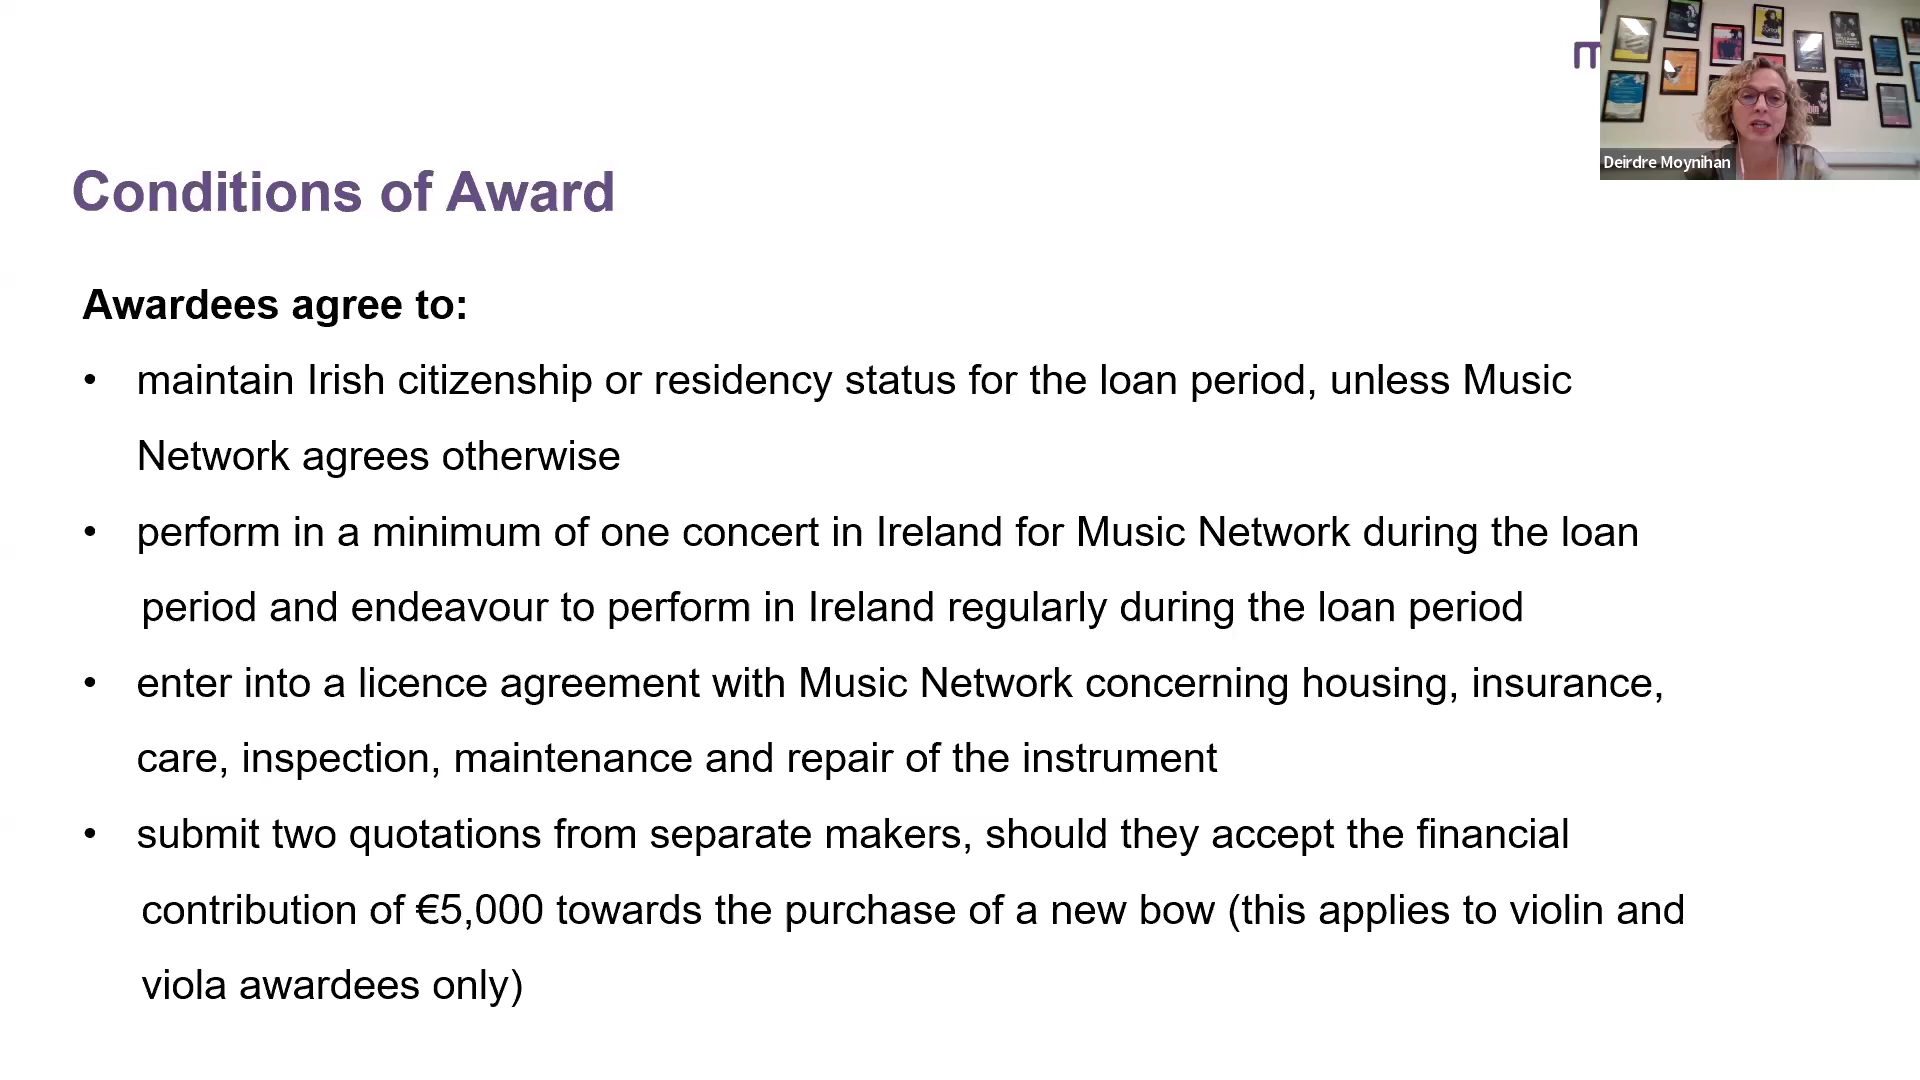 Conditions of Award
Awardees agree to:
• maintain Irish citizenship or residency status for the loan period, unless Music
Network agrees otherwise
• perform in a minimum of one concert in Ireland for Music Network during the loan
period and endeavour to perform in Ireland regularly during the loan period
• enter into a licence agreement with Music Network concerning housing, insurance,
care, inspection, maintenance and repair of the instrument
• submit two quotations from separate makers, should they accept the financial
contribution of €5,000 towards the purchase of a new bow (this applies to violin and
viola awardees only)
Deirdre Moynihan